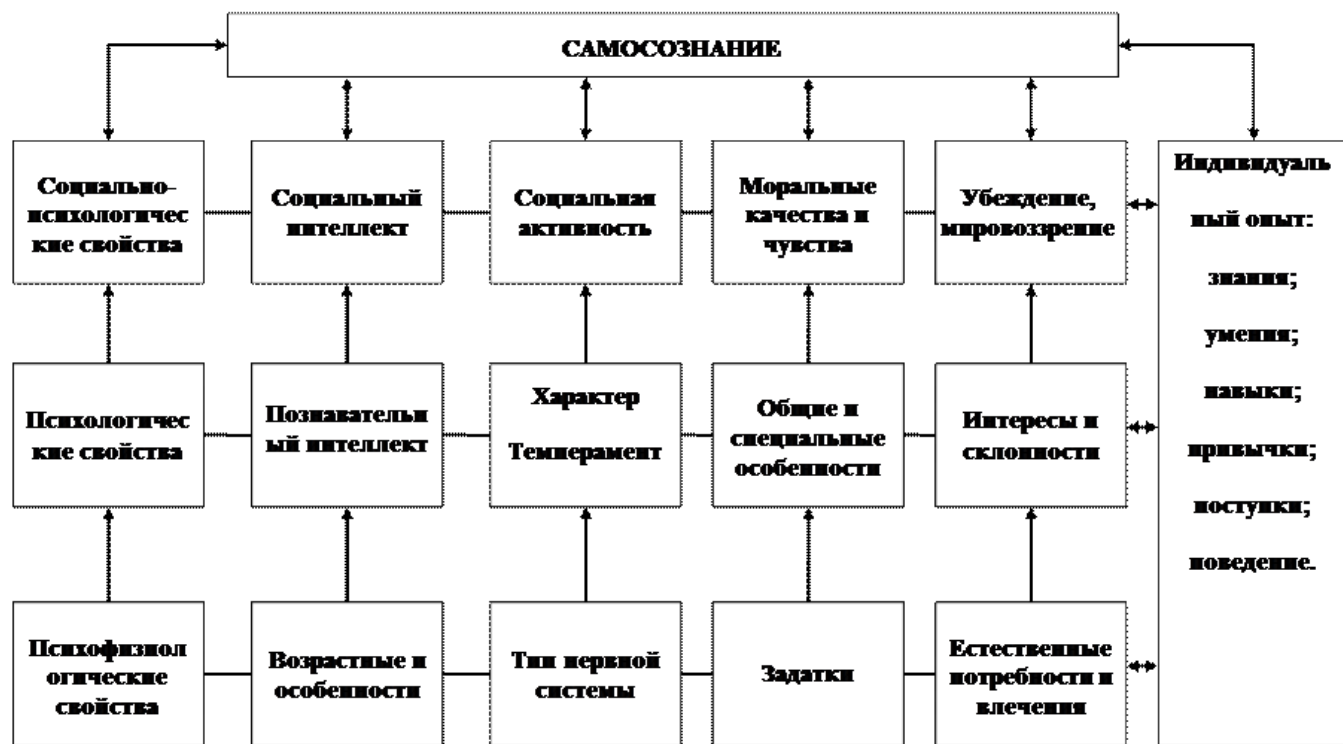 САМОСОЗНАНИЕ
Социально-
психологичес
кие свойства
Социальный
интеллект
Социальная
активность
Моральные
качества и
чувства
Убеждение,
мировоззрение
Индивидуаль
ный опыт:
знания;
умения;
навыки;
привычки;
поступки;
поведение.
Психологичес
кие свойства
Познавательн
ый интеллект
Характер
Темперамент
Общие и
специальные
особенности
Интересы и
склонности
Психофизиол
огические
свойства
Возрастные и
особенности
Тип нервной
системы
Задатки
Естественные
потребности и
влечения